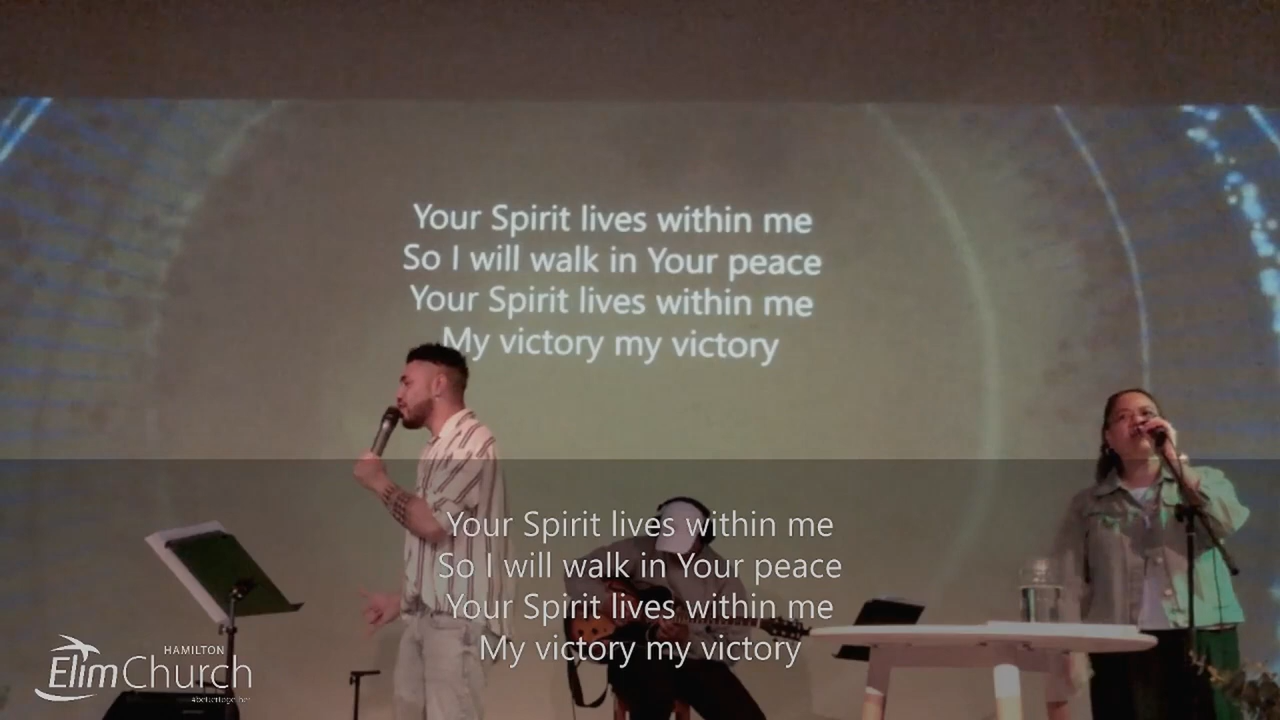 Your Spirit lives within me
So I will walk in Your peace
Your Spirit lives within me
My victory my victory
Your Spirit lives within me
So I will walk in Your peace
Your Spirit lives within me
My victory my victory
HAMILTON
ElimChurch
#bettertogether